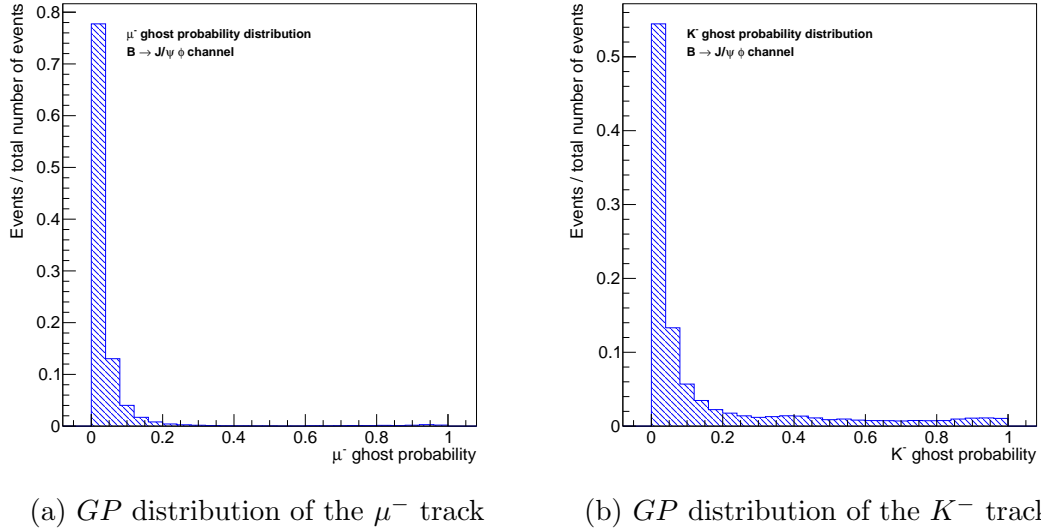 Events / total number of events
μ⁻ ghost probability distribution
B → J/ψ ϕ channel
0.8
0.7
0.6
0.5
0.4
0.3
0.2
0.1
0
0 0.2 0.4 0.6 0.8 1
μ⁻ ghost probability
(a) GP distribution of the μ⁻ track
Events / total number of events
K⁻ ghost probability distribution
B → J/ψ ϕ channel
0.5
0.4
0.3
0.2
0.1
0
0 0.2 0.4 0.6 0.8 1
K⁻ ghost probability
(b) GP distribution of the K⁻ track